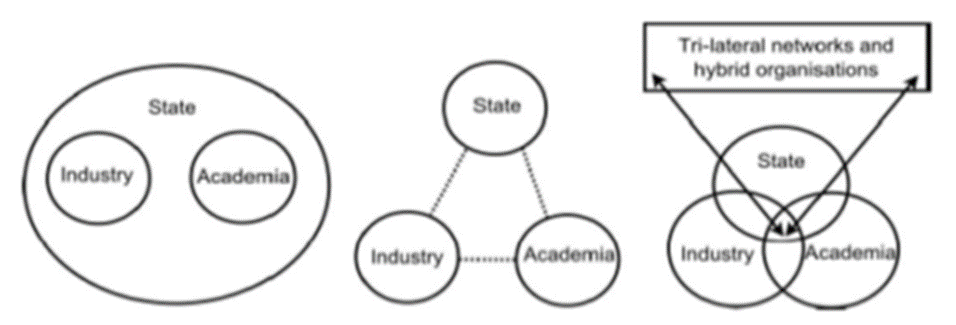 State
Industry
Academia
State
Industry
Academia
Tri-lateral networks and
hybrid organisations
State
Industry
Academia